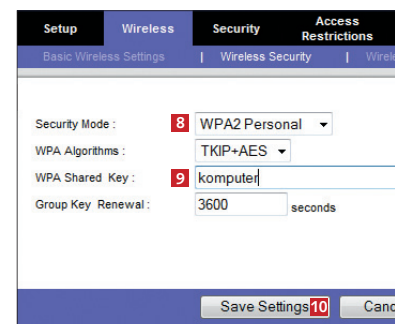 Setup Wireless Security Access Restrictions
Basic Wireless Settings | Wireless Security |
Security Mode : 8 WPA2 Personal
WPA Algorithms : TKIP+AES
WPA Shared Key : 9 komputer
Group Key Renewal : 3600 seconds
Save Settings 10